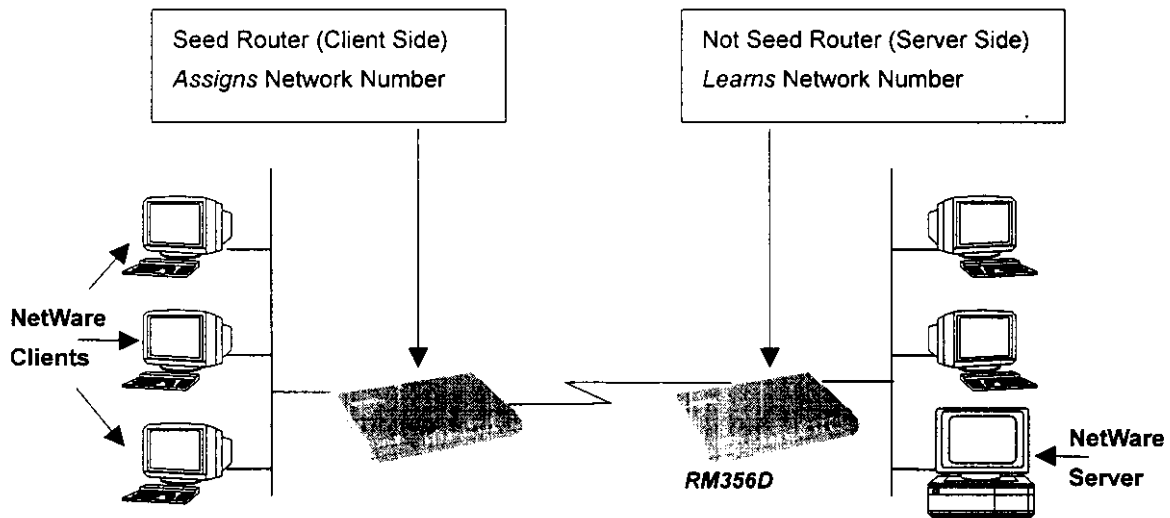 Seed Router (Client Side)
Assigns Network Number
Not Seed Router (Server Side)
Learns Network Number
NetWare
Clients
RM356D
NetWare
Server